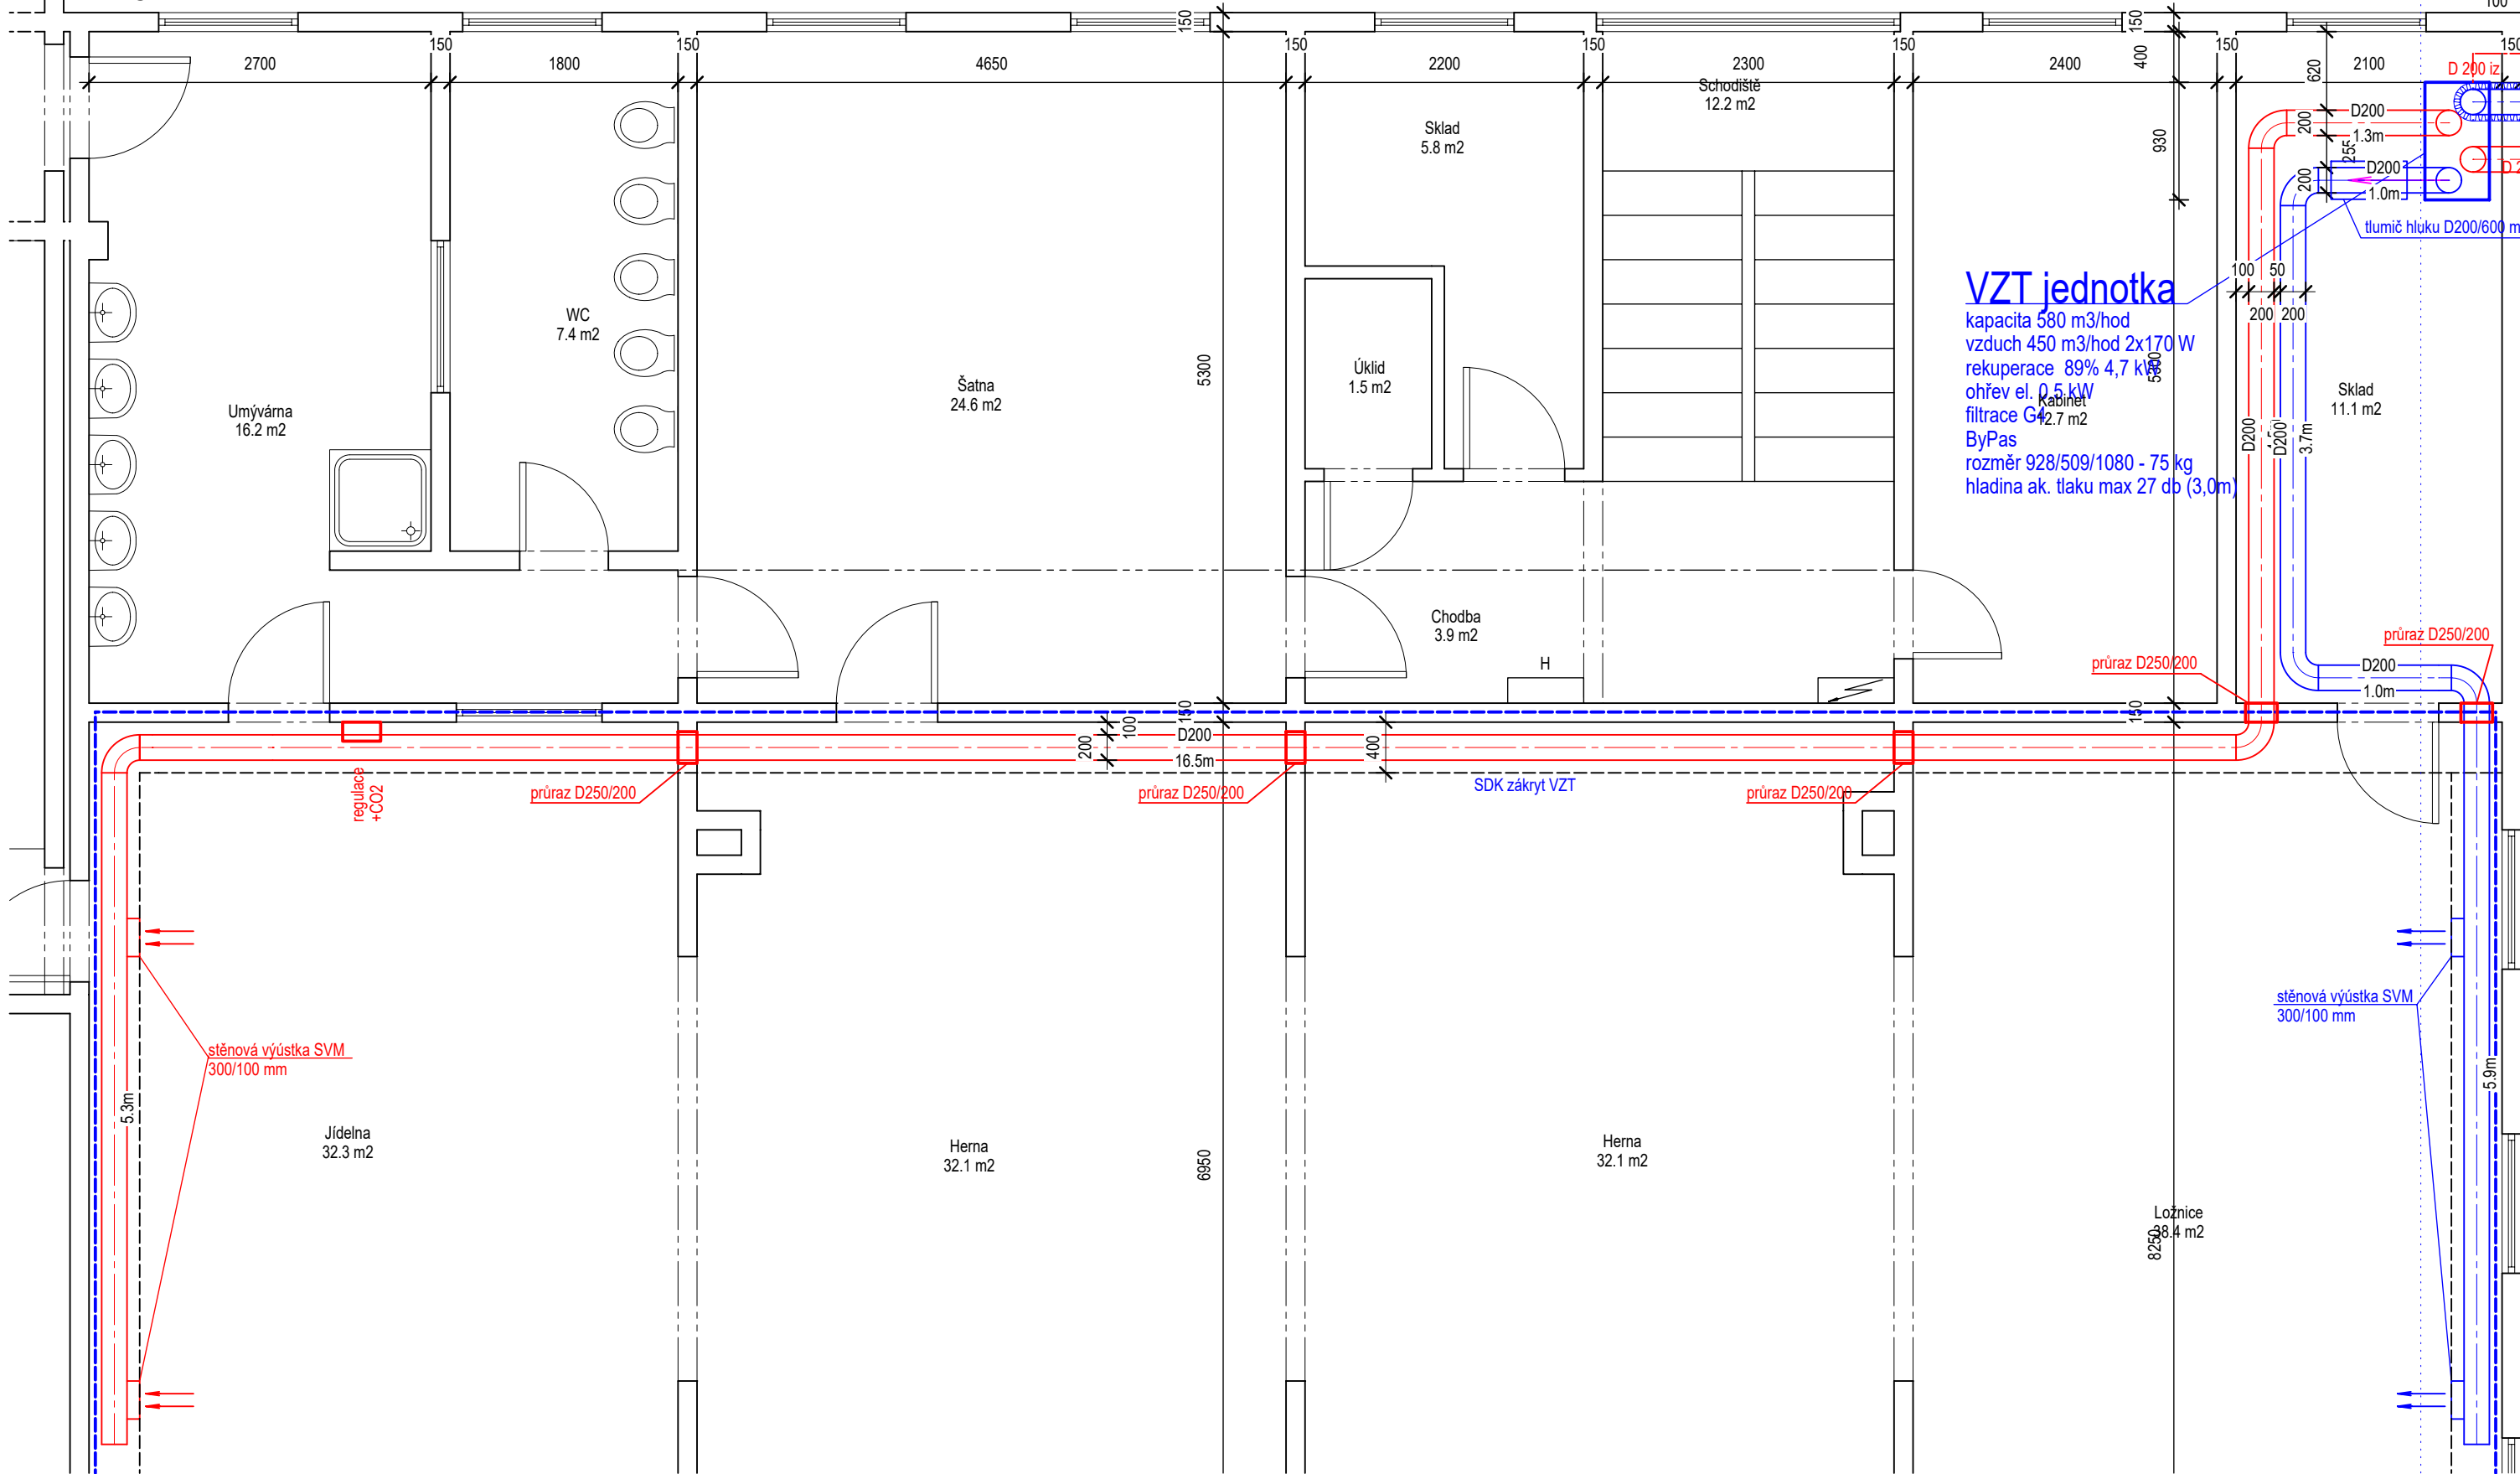 100
150
150
150
150
150
150
150
150
150
2700
1800
4650
2200
2300
2400
2100
400
620
930
D 200 iz.
Schodiště
12.2 m2
Sklad
5.8 m2
D200
1.3m
200
255
D200
1.0m
200
tlumič hluku D200/600 m
VZT jednotka
kapacita 580 m3/hod
vzduch 450 m3/hod 2x170 W
rekuperace 89% 4,7 kW
ohřev el. 0,5 kW
filtrace G4
ByPas
rozměr 928/509/1080 - 75 kg
hladina ak. tlaku max 27 db (3,0m)
100
50
200
200
WC
7.4 m2
Úklid
1.5 m2
5300
5300
Šatna
24.6 m2
Umývárna
16.2 m2
Kabinet
12.7 m2
Sklad
11.1 m2
D200
D200
3.7m
Chodba
3.9 m2
H
průraz D250/200
průraz D250/200
D200
1.0m
150
150
100
200
D200
16.5m
400
regulace
+CO2
průraz D250/200
průraz D250/200
SDK zákryt VZT
průraz D250/200
stěnová výústka SVM
300/100 mm
stěnová výústka SVM
300/100 mm
5.3m
5.9m
Jídelna
32.3 m2
Herna
32.1 m2
6950
Herna
32.1 m2
Ložnice
38.4 m2
8250